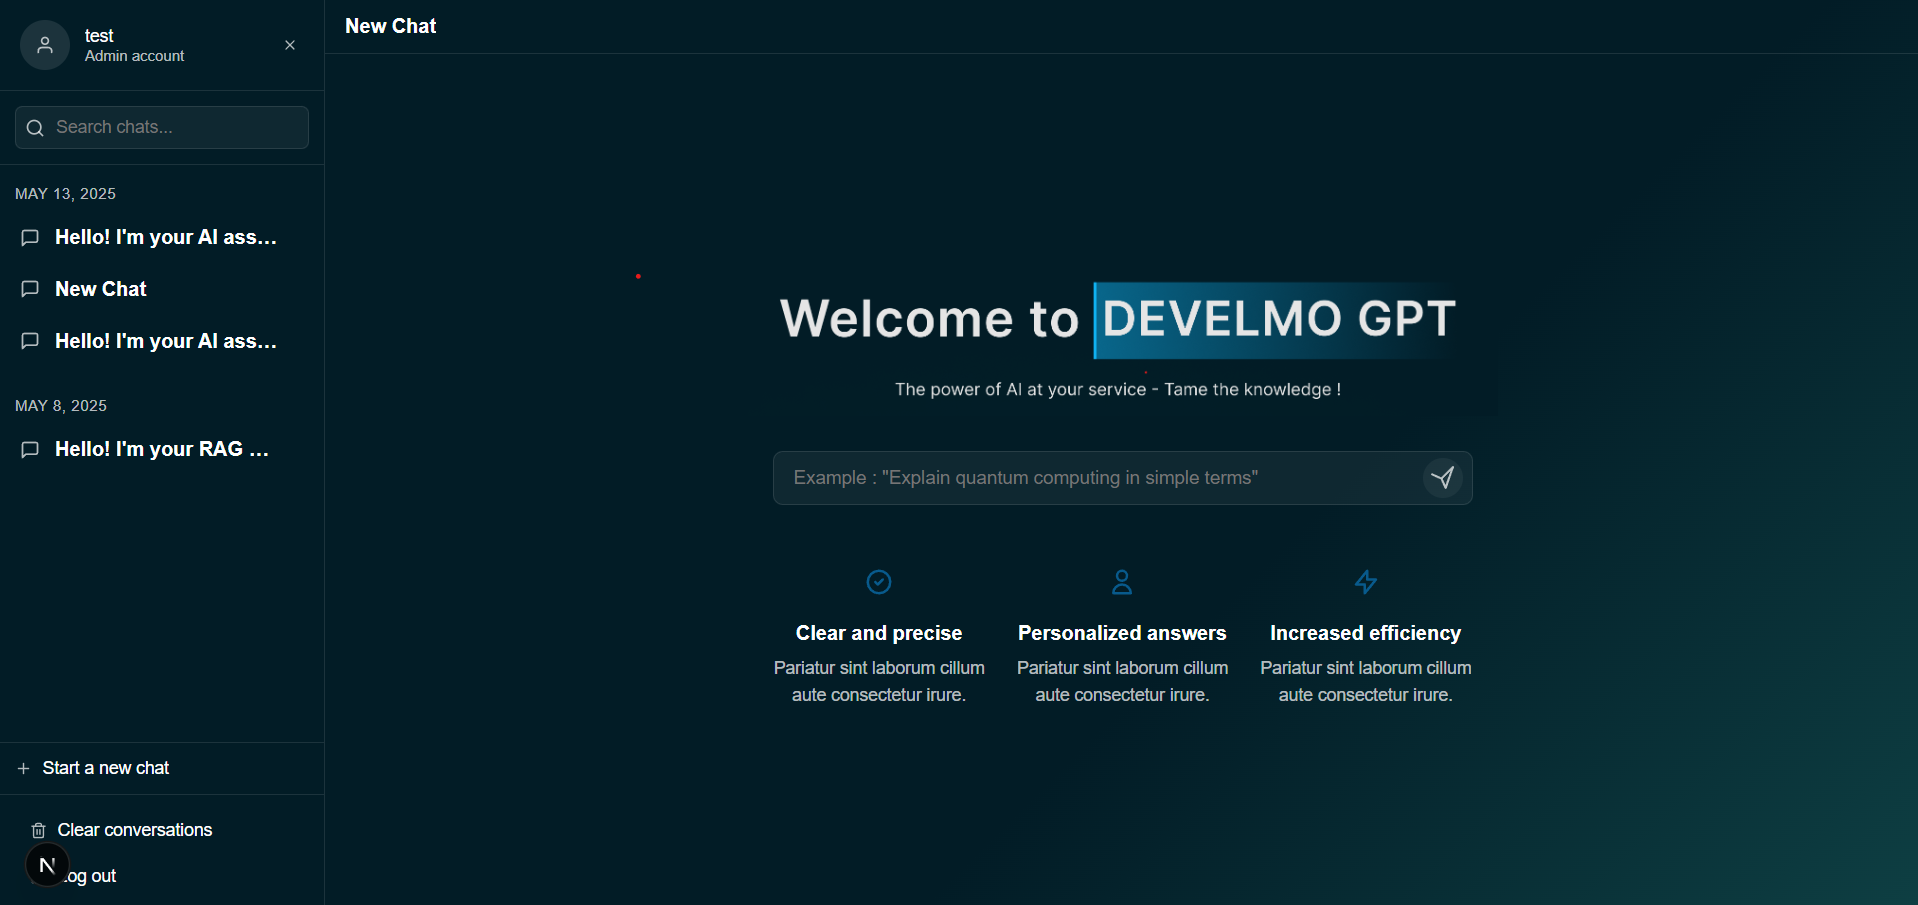 test
Admin account
Search chats...
MAY 13, 2025
Hello! I'm your AI ass...
New Chat
Hello! I'm your AI ass...
MAY 8, 2025
Hello! I'm your RAG ...
Start a new chat
Clear conversations
N
Log out
New Chat
Welcome to DEVELMO GPT
The power of AI at your service - Tame the knowledge !
Example : "Explain quantum computing in simple terms"
Clear and precise
Pariatur sint laborum cillum
aute consectetur irure.
Personalized answers
Pariatur sint laborum cillum
aute consectetur irure.
Increased efficiency
Pariatur sint laborum cillum
aute consectetur irure.